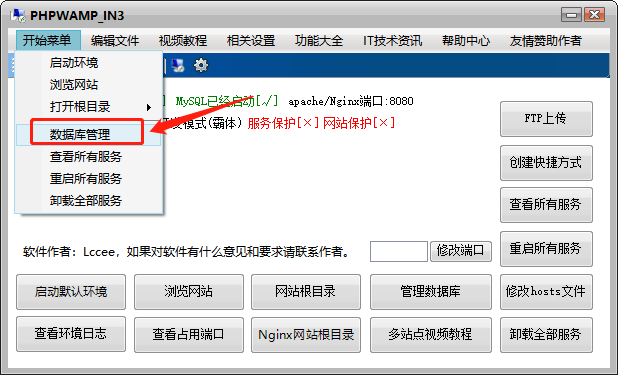 PHPWAMP_IN3
开始菜单 编辑文件 视频教程 相关设置 功能大全 IT技术资讯 帮助中心 友情赞助作者
启动环境
浏览网站
打开根目录
数据库管理
查看所有服务
重启所有服务
卸载全部服务
] MySQL已经启动[√] apache/Nginx端口:8080
模式(霸体) 服务保护[×] 网站保护[×]
FTP上传
创建快捷方式
查看所有服务
软件作者：Lccee，如果对软件有什么意见和要求请联系作者。 修改端口 重启所有服务
启动默认环境 浏览网站 网站根目录 管理数据库 修改hosts文件
查看环境日志 查看占用端口 Nginx网站根目录 多站点视频教程 卸载全部服务